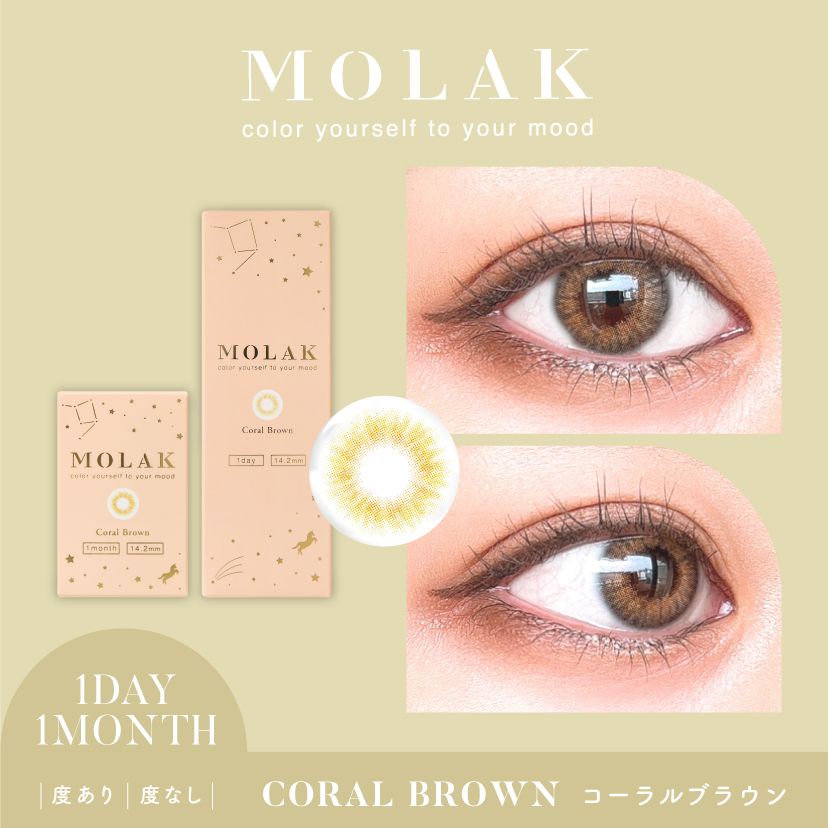 MOLAK
color yourself to your mood
MOLAK
color yourself to your mood
Coral Brown
1day
14.2mm
MOLAK
color yourself to your mood
Coral Brown
1month
14.2mm
1DAY
1MONTH
度あり
度なし
CORAL BROWN コーラルブラウン